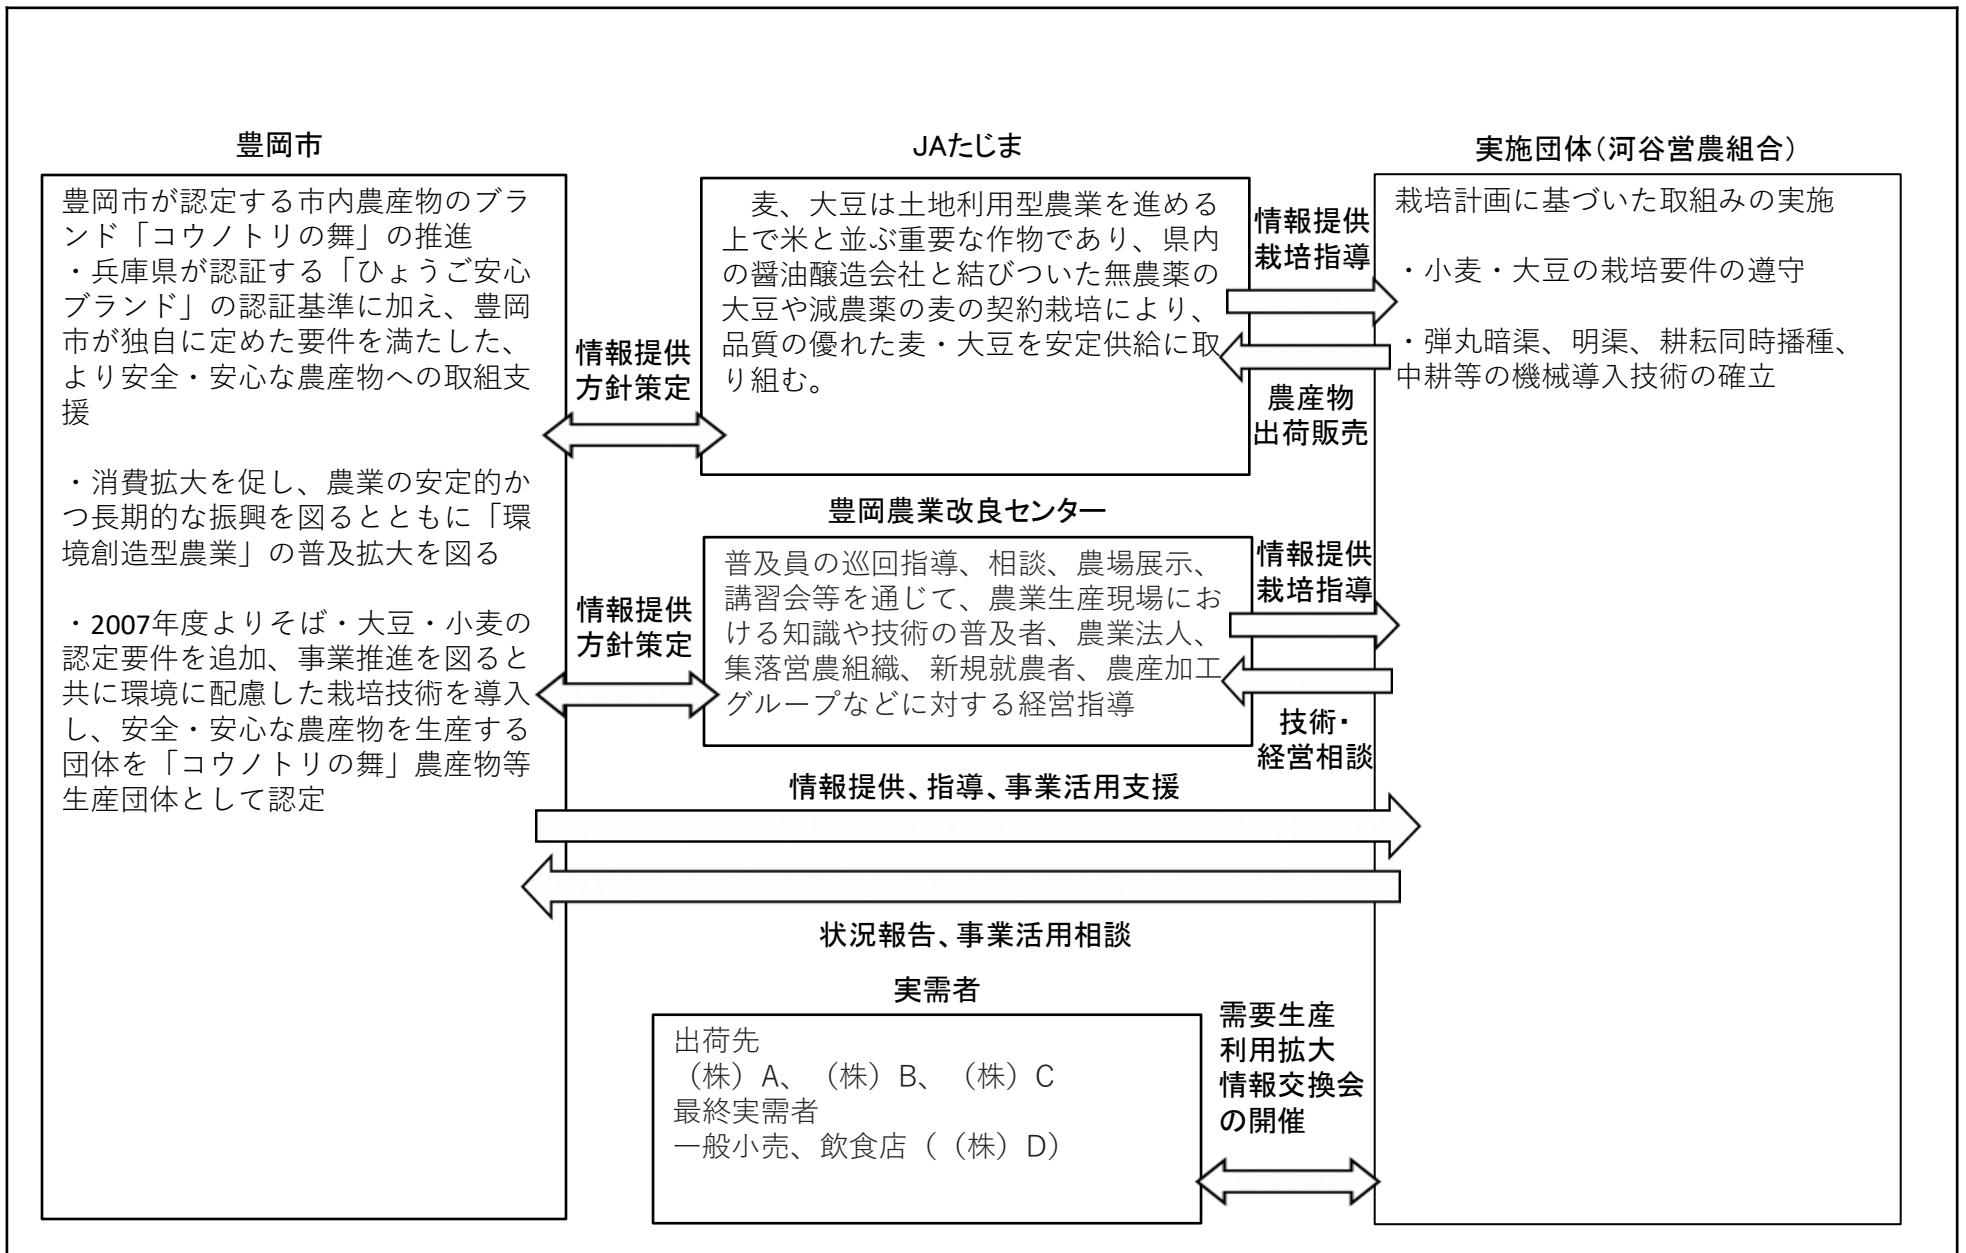 豊岡市
豊岡市が認定する市内農産物のブラ
ンド「コウノトリの舞」の推進
・兵庫県が認証する「ひょうご安心
ブランド」の認証基準に加え、豊岡
市が独自に定めた要件を満たした、
より安全・安心な農産物への取組支
援
・消費拡大を促し、農業の安定的か
つ長期的な振興を図るとともに「環
境創造型農業」の普及拡大を図る
・2007年度よりそば・大豆・小麦の
認定要件を追加、事業推進を図ると
共に環境に配慮した栽培技術を導入
し、安全・安心な農産物を生産する
団体を「コウノトリの舞」農産物等
生産団体として認定
情報提供
方針策定
情報提供
方針策定
JAたじま
麦、大豆は土地利用型農業を進める
上で米と並ぶ重要な作物であり、県内
の醤油醸造会社と結びついた無農薬の
大豆や減農薬の麦の契約栽培により、
品質の優れた麦・大豆を安定供給に取
り組む。
豊岡農業改良センター
普及員の巡回指導、相談、農場展示、
講習会等を通じて、農業生産現場にお
ける知識や技術の普及者、農業法人、
集落営農組織、新規就農者、農産加工
グループなどに対する経営指導
情報提供
栽培指導
農産物
出荷販売
情報提供
栽培指導
技術・
経営相談
情報提供、指導、事業活用支援
状況報告、事業活用相談
実需者
出荷先
（株）A、（株）B、（株）C
最終実需者
一般小売、飲食店（（株）D）
需要生産
利用拡大
情報交換会
の開催
実施団体（河谷営農組合）
栽培計画に基づいた取組みの実施
・小麦・大豆の栽培要件の遵守
・弾丸暗渠、明渠、耕耘同時播種、
中耕等の機械導入技術の確立